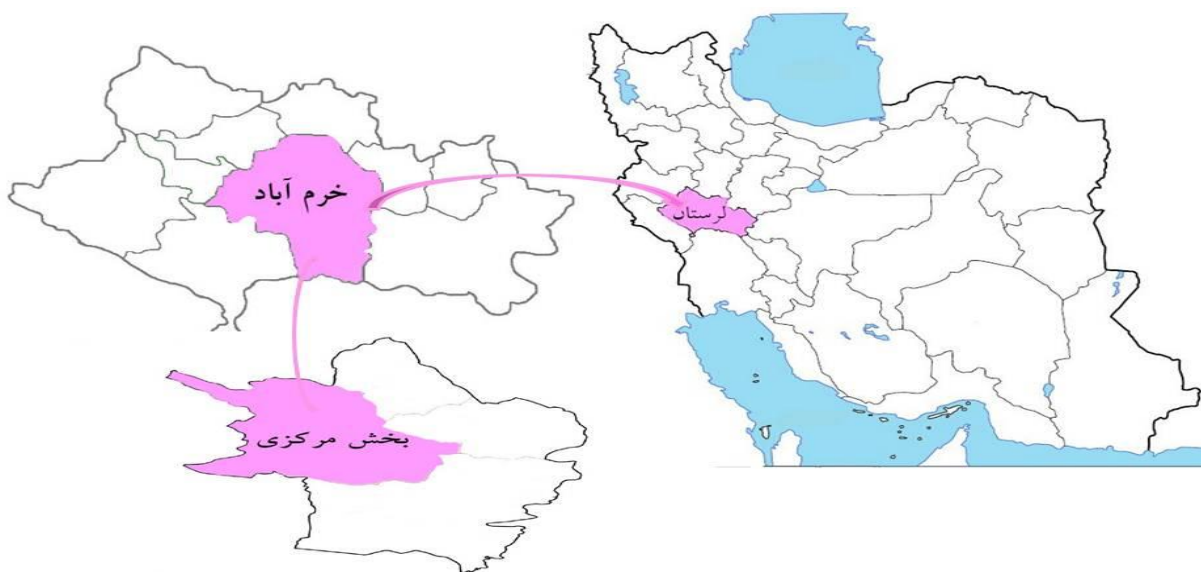 لرستان
خرم آباد
بخش مرکزی